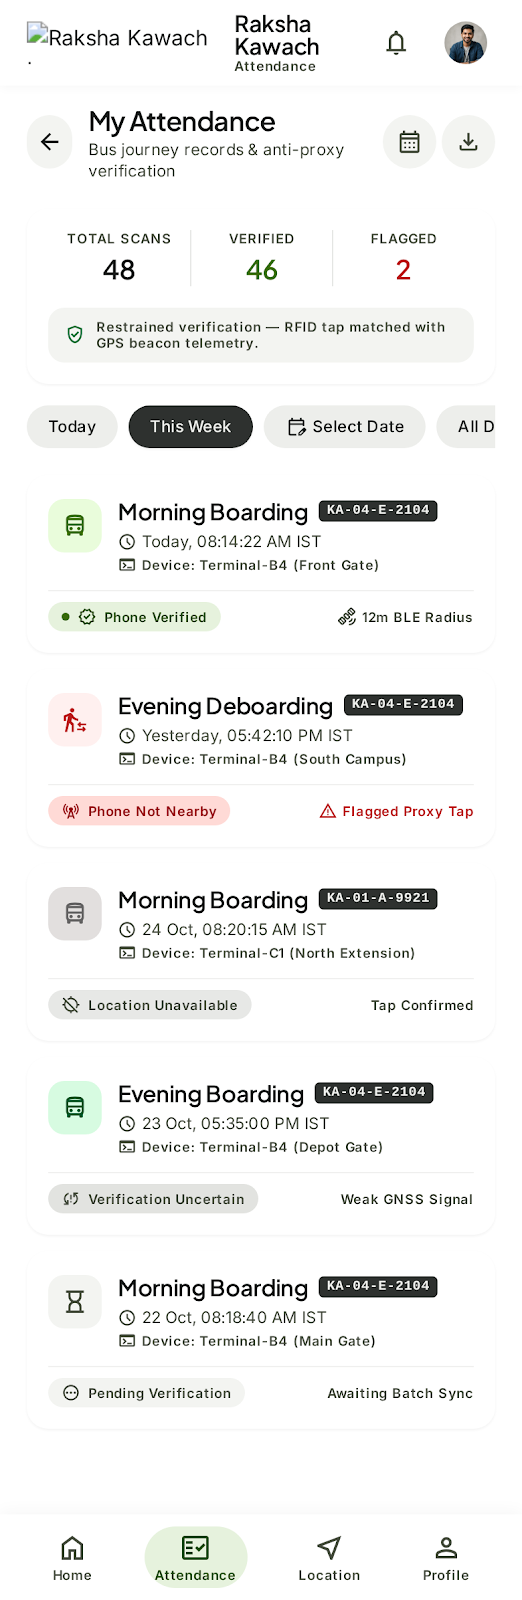 Raksha Kawach
.
Raksha
Kawach
Attendance
My Attendance
Bus journey records & anti-proxy
verification
TOTAL SCANS
48
VERIFIED
46
FLAGGED
2
Restrained verification — RFID tap matched with
GPS beacon telemetry.
Today
This Week
Select Date
All D
Morning Boarding KA-04-E-2104
Today, 08:14:22 AM IST
Device: Terminal-B4 (Front Gate)
Phone Verified
12m BLE Radius
Evening Deboarding KA-04-E-2104
Yesterday, 05:42:10 PM IST
Device: Terminal-B4 (South Campus)
Phone Not Nearby
Flagged Proxy Tap
Morning Boarding KA-01-A-9921
24 Oct, 08:20:15 AM IST
Device: Terminal-C1 (North Extension)
Location Unavailable
Tap Confirmed
Evening Boarding KA-04-E-2104
23 Oct, 05:35:00 PM IST
Device: Terminal-B4 (Depot Gate)
Verification Uncertain
Weak GNSS Signal
Morning Boarding KA-04-E-2104
22 Oct, 08:18:40 AM IST
Device: Terminal-B4 (Main Gate)
Pending Verification
Awaiting Batch Sync
Home
Attendance
Location
Profile